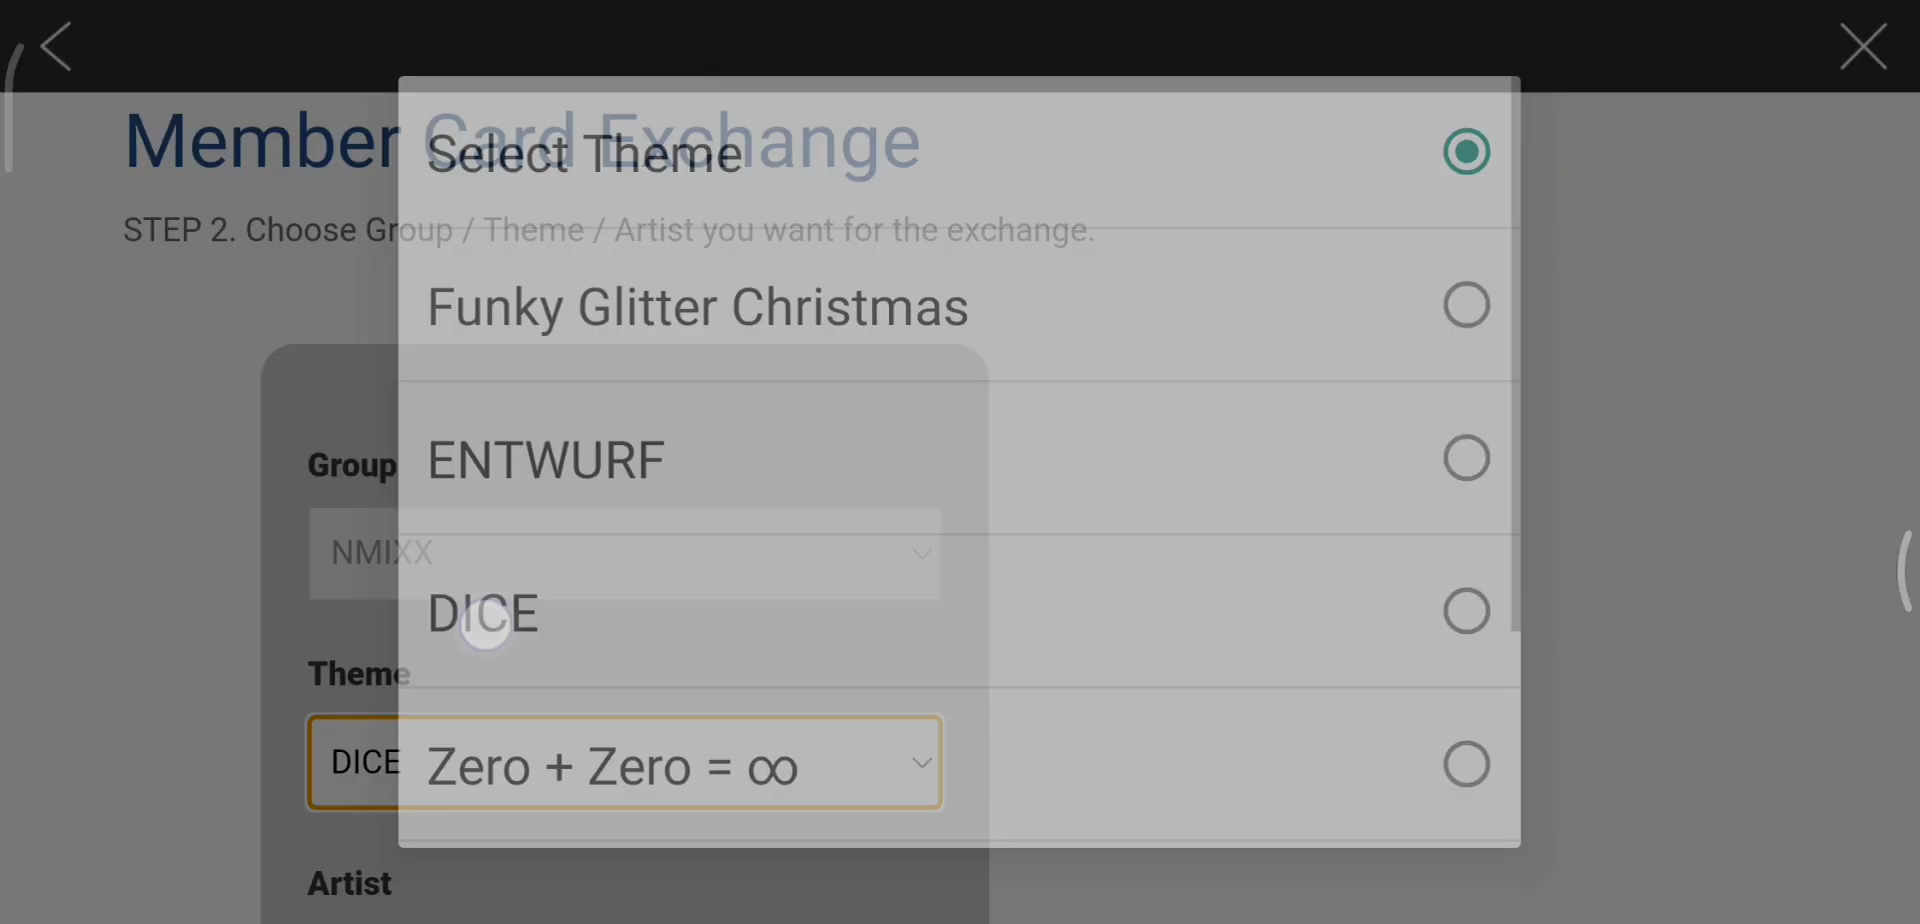 Member Card Exchange
Select Theme
STEP 2. Choose Group / Theme / Artist you want for the exchange.
Funky Glitter Christmas
Group
ENTWURF
NMIXX
DICE
Theme
DICE
Zero + Zero = ∞
Artist